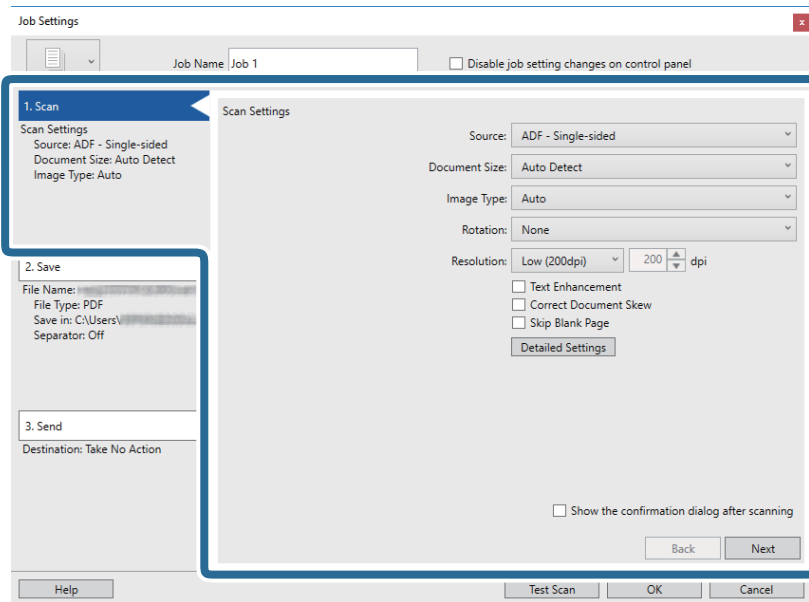 Job Settings
x
Job Name Job 1
Disable job setting changes on control panel
1. Scan
Scan Settings
Source: ADF - Single-sided
Document Size: Auto Detect
Image Type: Auto
2. Save
File Name:
File Type: PDF
Save in: C:\Users\
Separator: Off
3. Send
Destination: Take No Action
Scan Settings
Source: ADF - Single-sided
Document Size: Auto Detect
Image Type: Auto
Rotation: None
Resolution: Low (200dpi) 200 dpi
Text Enhancement
Correct Document Skew
Skip Blank Page
Detailed Settings
Show the confirmation dialog after scanning
Back Next
Help Test Scan OK Cancel